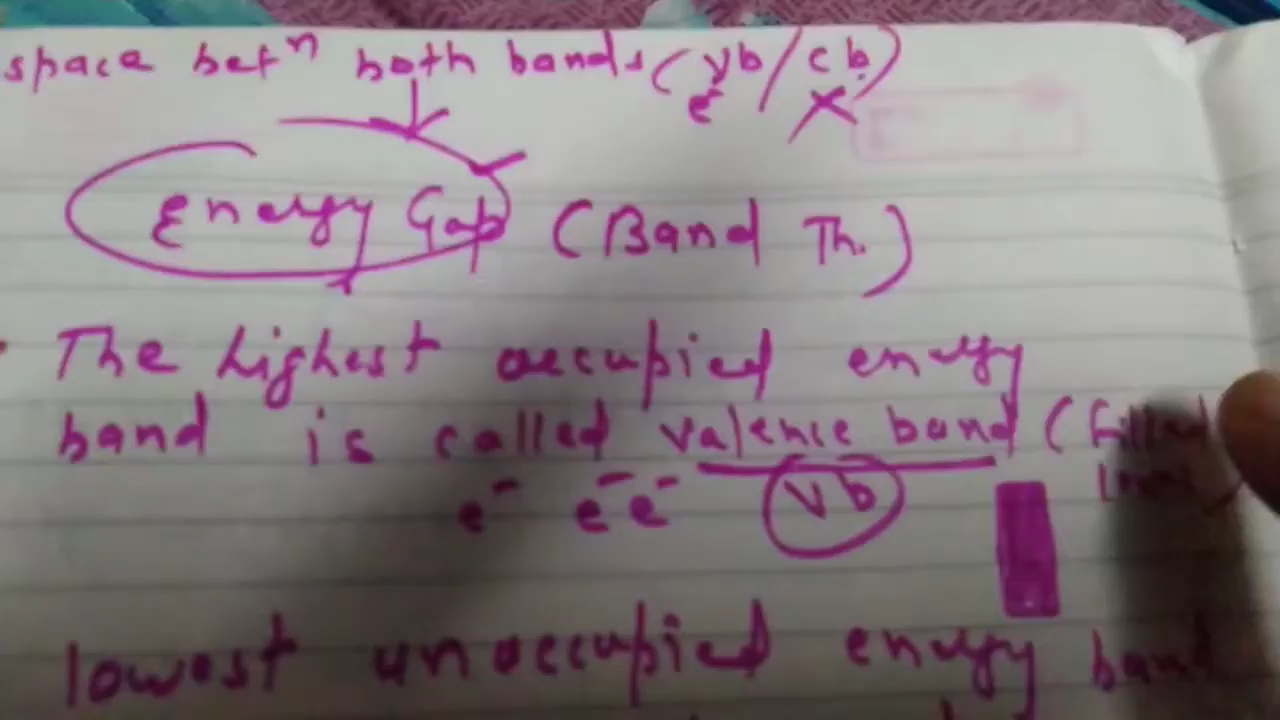 space betn both bands (vb/cb)
e-
Energy Gap (Band Th.)
The highest occupied energy
band is called valence band (filled
e- e- e- vb
lowest unoccupied energy band